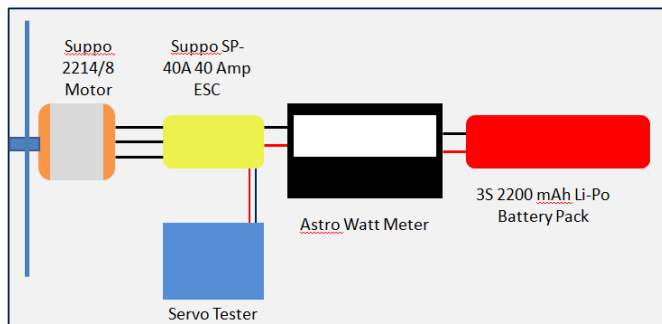 Suppo
2214/8
Motor
Suppo SP-
40A 40 Amp
ESC
Astro Watt Meter
3S 2200 mAh Li-Po
Battery Pack
Servo Tester